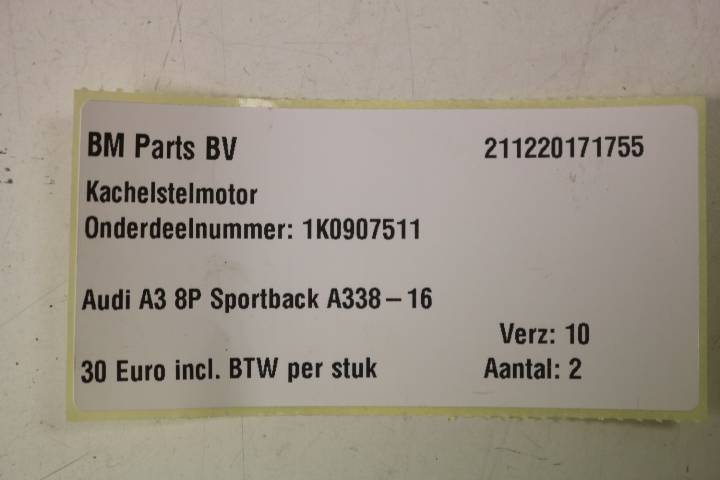 BM Parts BV 211220171755
Kachelstelmotor
Onderdeelnummer: 1K0907511
Audi A3 8P Sportback A338-16
Verz: 10
30 Euro incl. BTW per stuk Aantal: 2